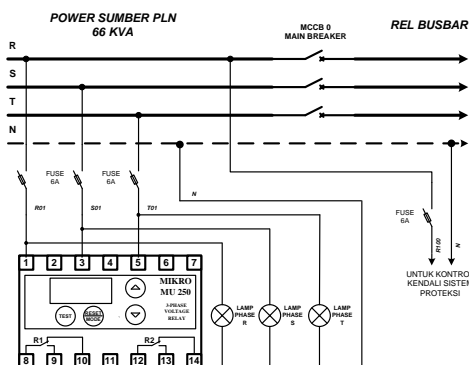 POWER SUMBER PLN
66 KVA
MCCB 0
MAIN BREAKER
REL BUSBAR
R
S
T
N
FUSE
6A
FUSE
6A
R01
S01
T01
N
FUSE
6A
R100
N
UNTUK KONTRO
KENDALI SISTEM
PROTEKSI
1 2 3 4 5 6 7
MIKRO
MU 250
3-PHASE
VOLTAGE
RELAY
TEST
RESET
MODE
LAMP
PHASE
R
LAMP
PHASE
S
LAMP
PHASE
T
R1
R2
8 9 10 11 12 13 14